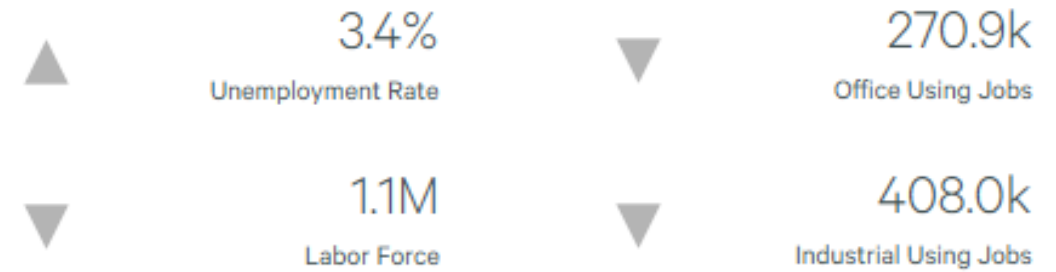 3.4%
Unemployment Rate
270.9k
Office Using Jobs
1.1M
Labor Force
408.0k
Industrial Using Jobs